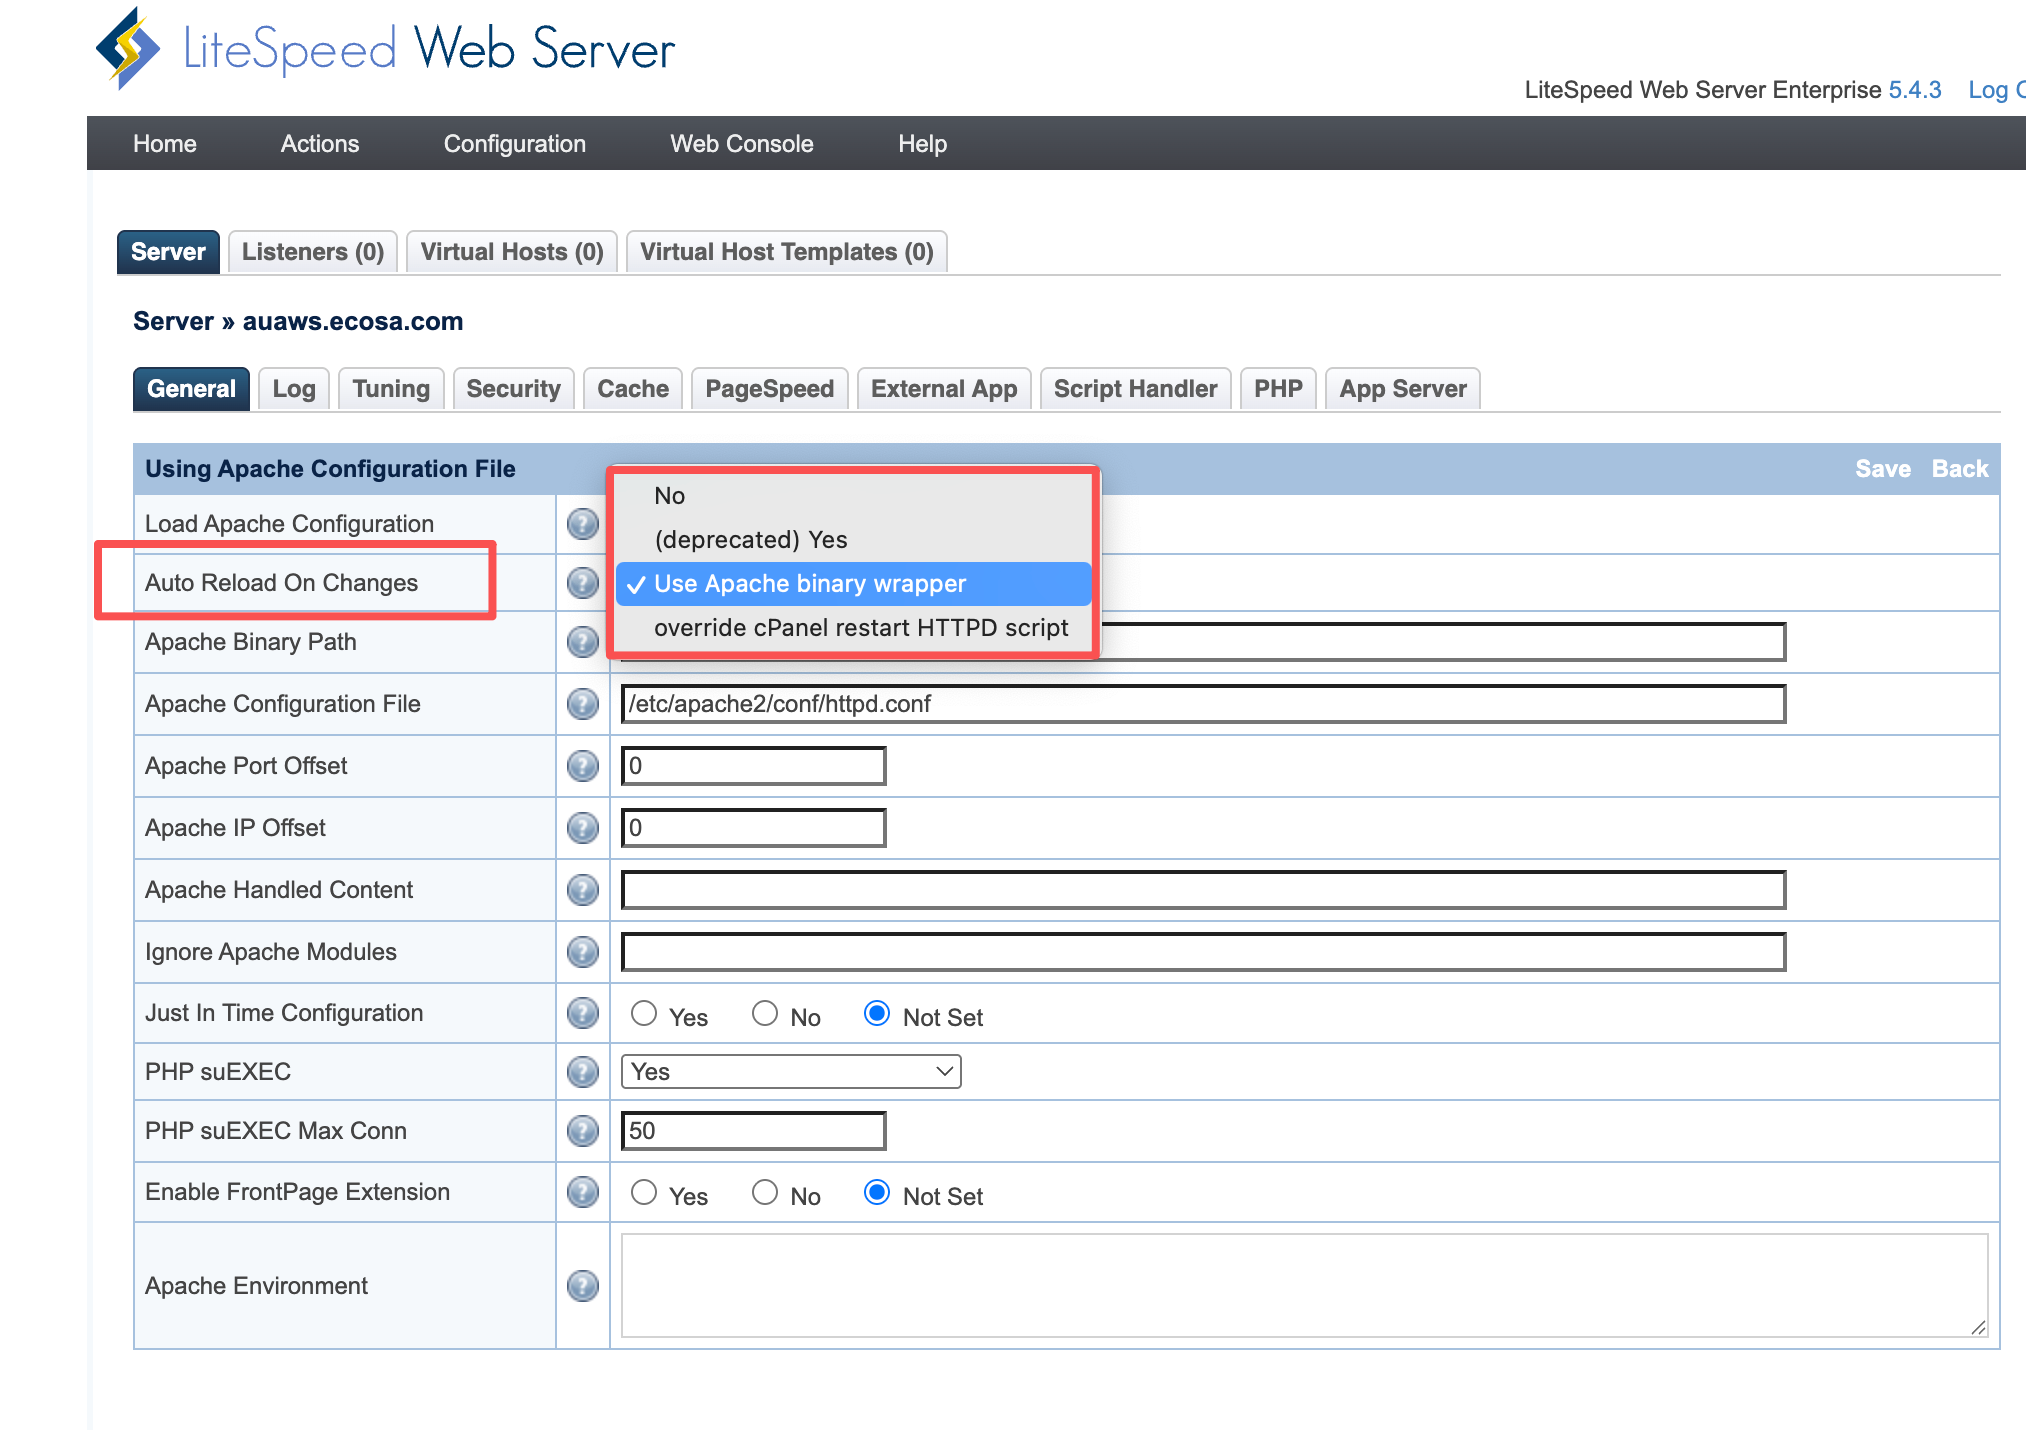 LiteSpeed Web Server
LiteSpeed Web Server Enterprise 5.4.3 Log
Home Actions Configuration Web Console Help
Server Listeners (0) Virtual Hosts (0) Virtual Host Templates (0)
Server » auaws.ecosa.com
General Log Tuning Security Cache PageSpeed External App Script Handler PHP App Server
Using Apache Configuration File Save Back
Load Apache Configuration ?
No
(deprecated) Yes
Auto Reload On Changes ? ✓ Use Apache binary wrapper
override cPanel restart HTTPD script
Apache Binary Path ?
Apache Configuration File ? /etc/apache2/conf/httpd.conf
Apache Port Offset ? 0
Apache IP Offset ? 0
Apache Handled Content ?
Ignore Apache Modules ?
Just In Time Configuration ? Yes No Not Set
PHP suEXEC ? Yes
PHP suEXEC Max Conn ? 50
Enable FrontPage Extension ? Yes No Not Set
Apache Environment ?